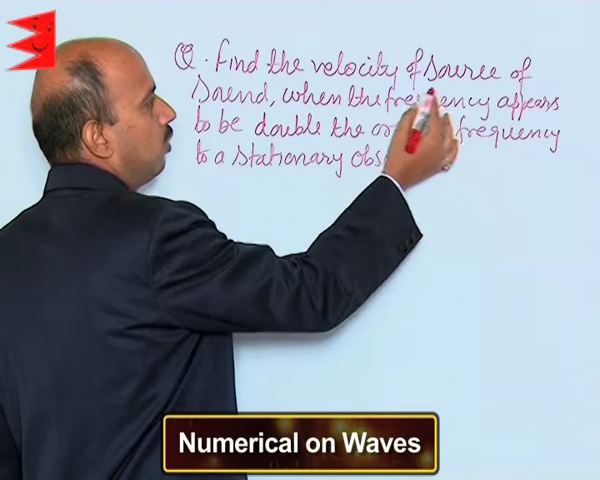 Q. Find the velocity of source of
Sound, when the frequency appears
to be double the frequency
to a stationary
Numerical on Waves